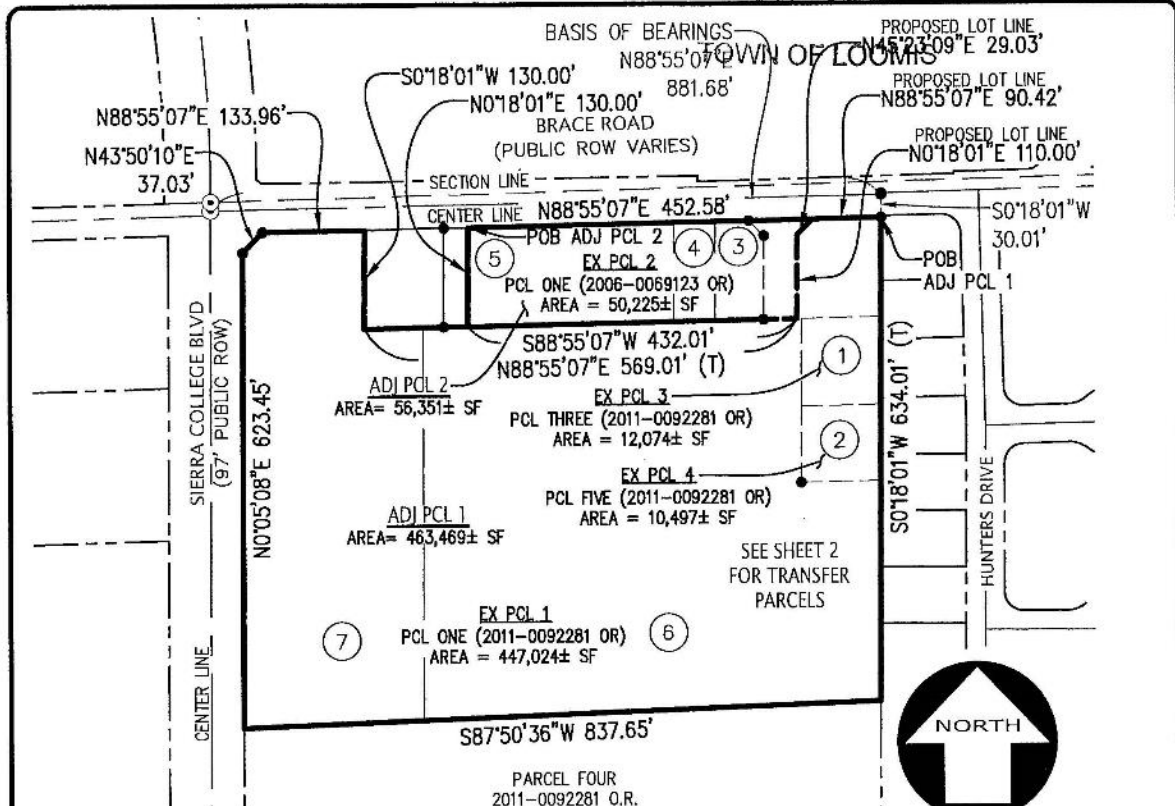 BASIS OF BEARINGS
N88°55'07"E
881.68'
TOWN OF LOOMIS
PROPOSED LOT LINE
N45°23'09"E 29.03'
PROPOSED LOT LINE
N88°55'07"E 90.42'
PROPOSED LOT LINE
N0°18'01"E 110.00'
S0°18'01"W 130.00'
N0°18'01"E 130.00'
N88°55'07"E 133.96'
N43°50'10"E
37.03'
BRACE ROAD
(PUBLIC ROW VARIES)
SECTION LINE
CENTER LINE
N88°55'07"E 452.58'
S0°18'01"W
30.01'
POB
ADJ PCL 1
POB ADJ PCL 2
5
4
3
EX PCL 2
PCL ONE (2006-0069123 OR)
AREA = 50,225± SF
S88°55'07"W 432.01'
N88°55'07"E 569.01' (T)
ADJ PCL 2
AREA= 56,351± SF
EX PCL 3
PCL THREE (2011-0092281 OR)
AREA = 12,074± SF
1
EX PCL 4
PCL FIVE (2011-0092281 OR)
AREA = 10,497± SF
2
SIERRA COLLEGE BLVD
(97' PUBLIC ROW)
N0°05'08"E 623.45'
S0°18'01"W 634.01' (T)
HUNTERS DRIVE
ADJ PCL 1
AREA= 463,469± SF
SEE SHEET 2
FOR TRANSFER
PARCELS
EX PCL 1
PCL ONE (2011-0092281 OR)
AREA = 447,024± SF
7
6
CENTER LINE
S87°50'36"W 837.65'
NORTH
PARCEL FOUR
2011-0092281 O.R.